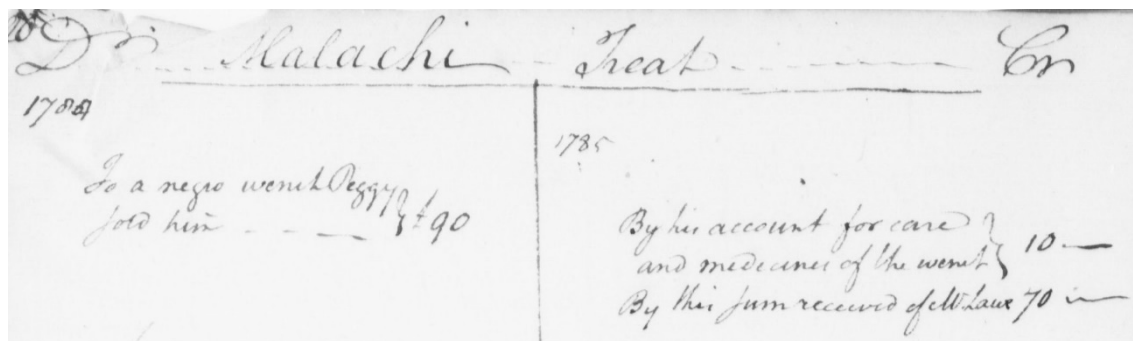 Dr Malachi Treat Cr
1784
To a negro wench Peggy
sold him £90
1785
By his account for care
and medicines of the wench 10
By this sum received of Mr Laux 70